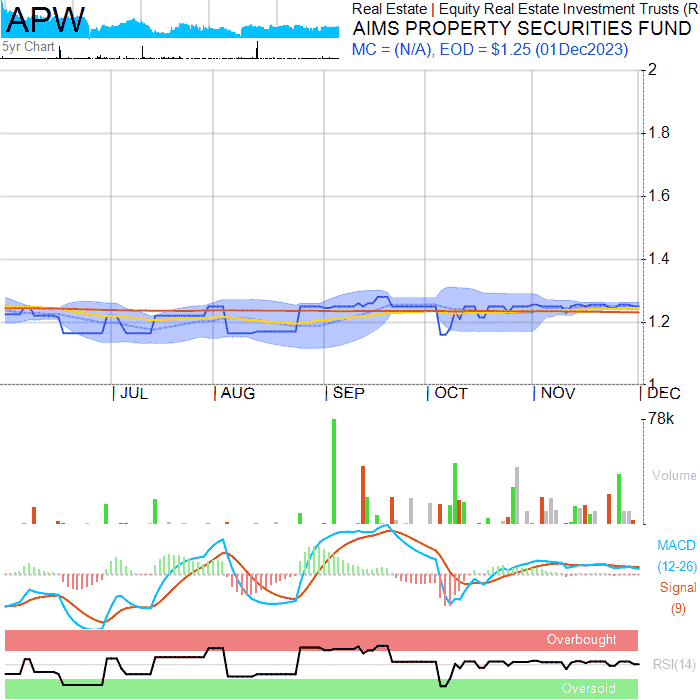 APW
5yr Chart
Real Estate | Equity Real Estate Investment Trusts (R
AIMS PROPERTY SECURITIES FUND
MC = (N/A), EOD = $1.25 (01Dec2023)
2
1.8
1.6
1.4
1.2
1
JUL AUG SEP OCT NOV DEC
78k
Volume
MACD
(12-26)
Signal
(9)
Overbought
RSI(14)
Oversold